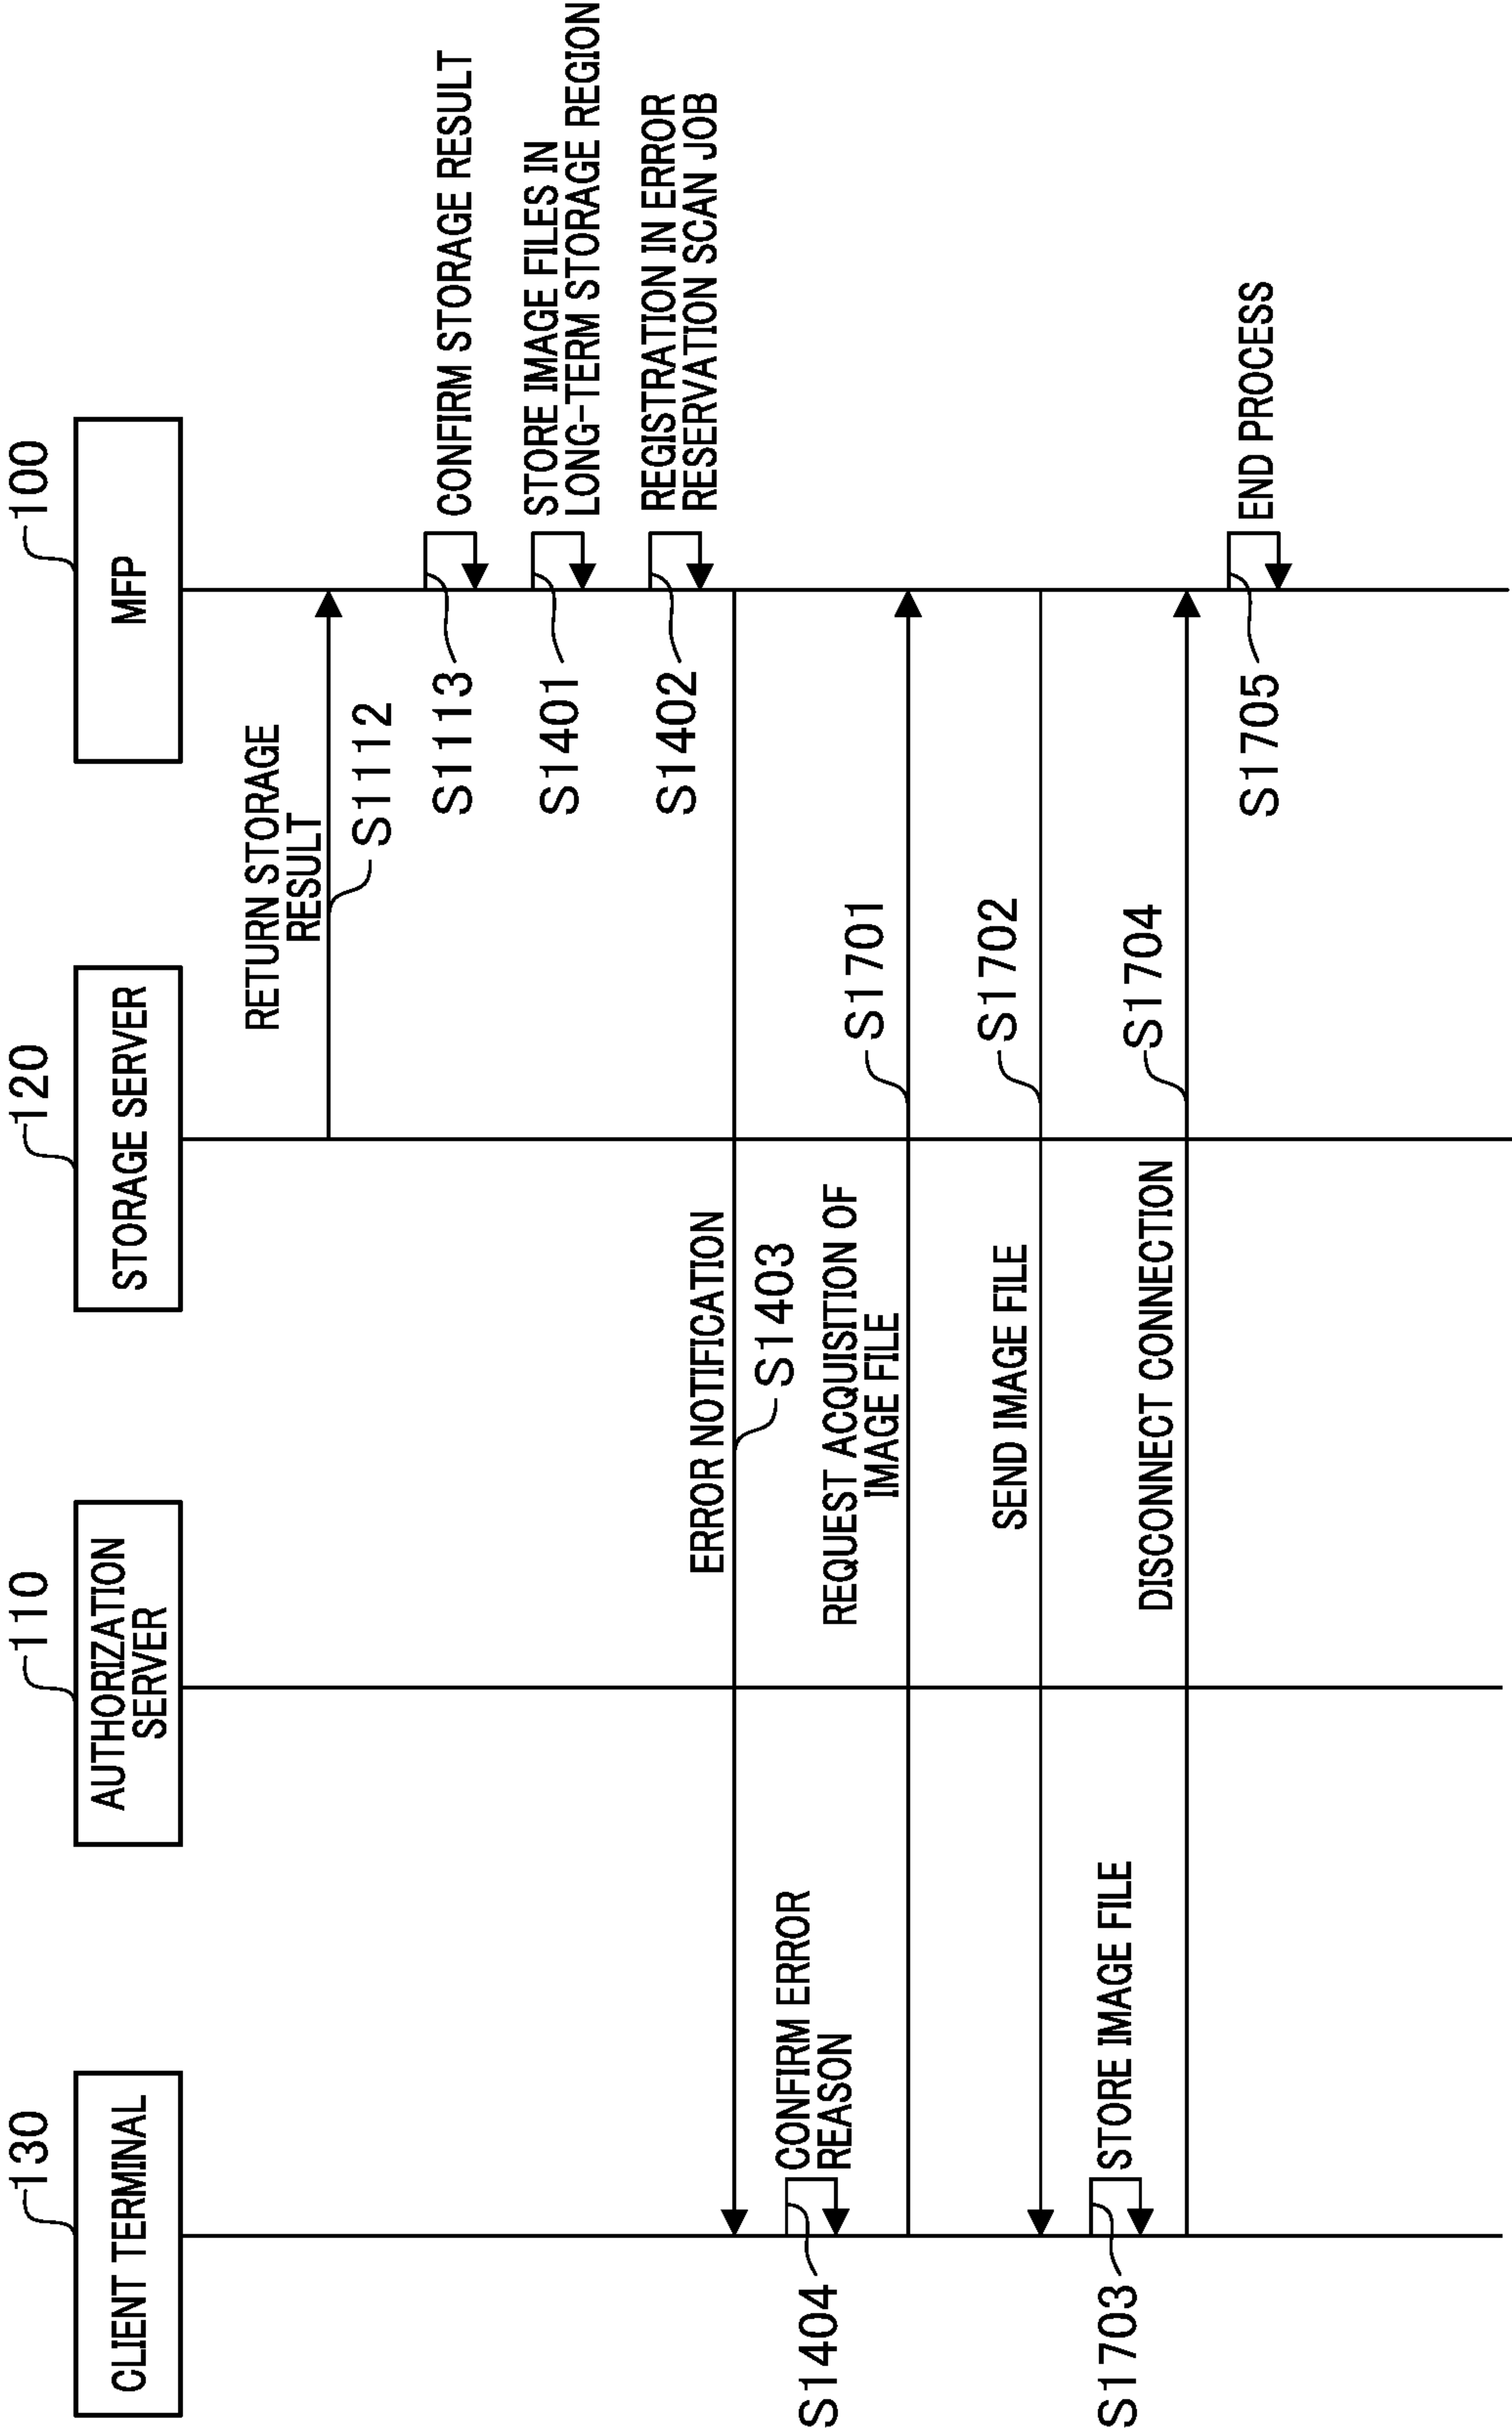 130
CLIENT TERMINAL
110
AUTHORIZATION
SERVER
120
STORAGE SERVER
100
MFP
RETURN STORAGE
RESULT
S1112
S1113
CONFIRM STORAGE RESULT
S1401
STORE IMAGE FILES IN
LONG-TERM STORAGE REGION
S1402
REGISTRATION IN ERROR
RESERVATION SCAN JOB
ERROR NOTIFICATION
S1403
S1404
CONFIRM ERROR
REASON
REQUEST ACQUISITION OF
IMAGE FILE
S1701
SEND IMAGE FILE
S1702
S1703
STORE IMAGE FILE
DISCONNECT CONNECTION
S1704
S1705
END PROCESS